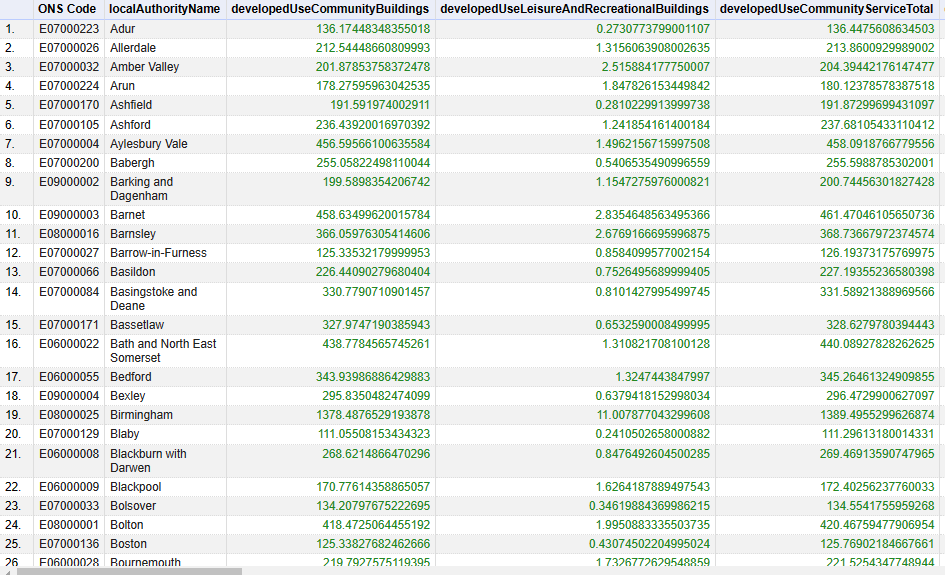 ONS Code localAuthorityName developedUseCommunityBuildings developedUseLeisureAndRecreationalBuildings developedUseCommunityServiceTotal
1. E07000223 Adur 136.17448348355018 0.2730773799001107 136.4475608634503
2. E07000026 Allerdale 212.54448660809993 1.3156063908002635 213.8600929989002
3. E07000032 Amber Valley 201.87853758372478 2.515884177750007 204.39442176147477
4. E07000224 Arun 178.27595963042535 1.847826153449842 180.12378578387518
5. E07000170 Ashfield 191.591974002911 0.2810229913999738 191.87299699431097
6. E07000105 Ashford 236.43920016970392 1.241854161400184 237.68105433110412
7. E07000004 Aylesbury Vale 456.59566100635584 1.4962156715997508 458.0918766779556
8. E07000200 Babergh 255.05822498110044 0.5406535490996559 255.5988785302001
9. E09000002 Barking and 199.5898354206742 1.1547275976000821 200.74456301827428
Dagenham
10. E09000003 Barnet 458.63499620015784 2.8354648563495366 461.47046105650736
11. E08000016 Barnsley 366.05976305414606 2.6769166695996875 368.73667972374574
12. E07000027 Barrow-in-Furness 125.33532179999953 0.8584099577002154 126.19373175769975
13. E07000066 Basildon 226.44090279680404 0.7526495689999405 227.19355236580398
14. E07000084 Basingstoke and 330.7790710901457 0.8101427995499745 331.58921388969566
Deane
15. E07000171 Bassetlaw 327.9747190385943 0.6532590008499995 328.6279780394443
16. E06000022 Bath and North East 438.7784565745261 1.310821708100128 440.08927828262625
Somerset
17. E06000055 Bedford 343.93986886429883 1.3247443847997 345.26461324909855
18. E09000004 Bexley 295.8350482474099 0.6379418152998034 296.4729900627097
19. E08000025 Birmingham 1378.4876529193878 11.007877043299608 1389.4955299626874
20. E07000129 Blaby 111.05508153434323 0.2410502658000882 111.29613180014331
21. E06000008 Blackburn with 268.6214866470296 0.8476492604500285 269.46913590747965
Darwen
22. E06000009 Blackpool 170.77614358865057 1.6264187889497543 172.40256237760033
23. E07000033 Bolsover 134.20797675222695 0.34619884369986215 134.5541755959268
24. E08000001 Bolton 418.4725064455192 1.9950883335503735 420.46759477906954
25. E07000136 Boston 125.33827682462666 0.43074502204995024 125.76902184667661
26 E06000028 Bournemouth 219.7927575119395 1.7326772629548859 221.5254347748944